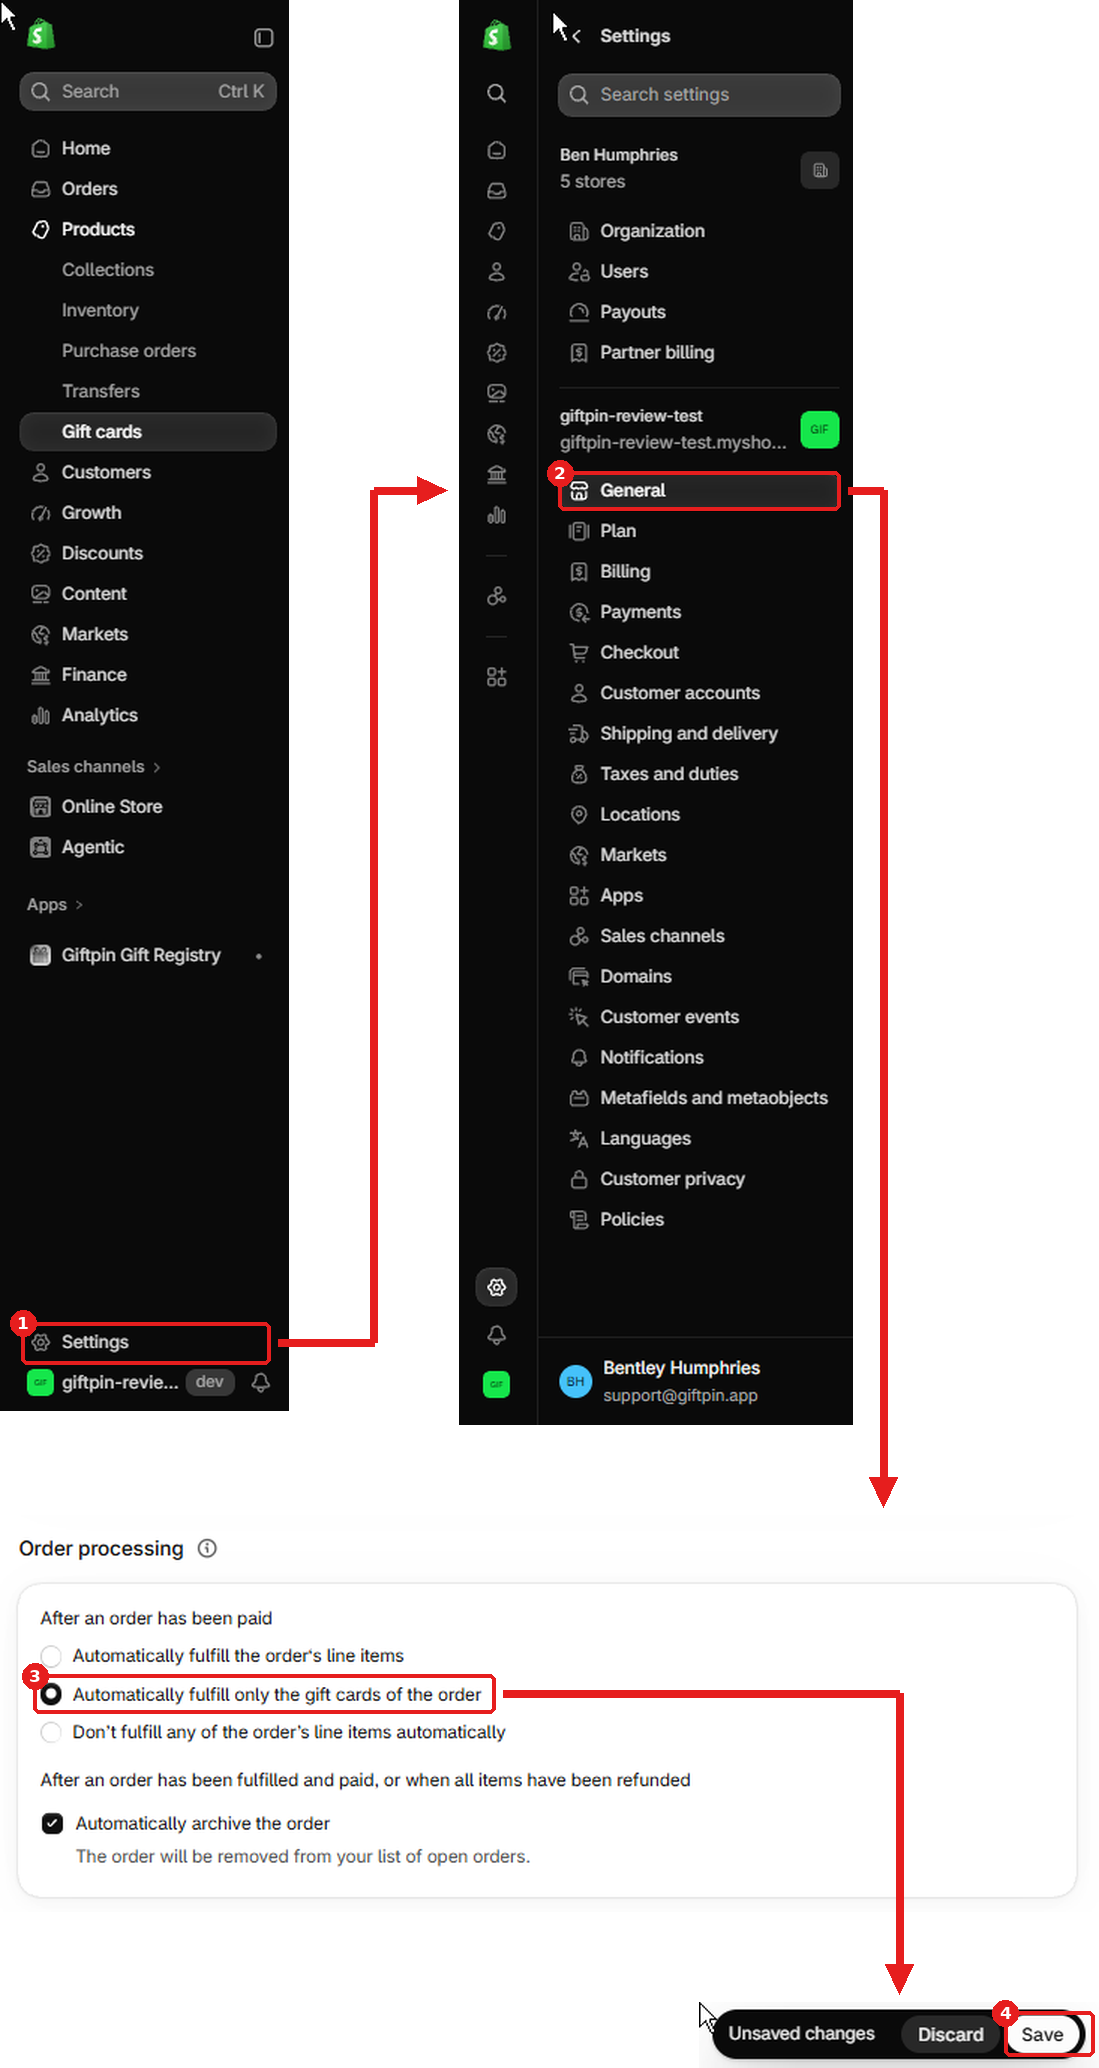 Search Ctrl K
Home
Orders
Products
Collections
Inventory
Purchase orders
Transfers
Gift cards
Customers
Growth
Discounts
Content
Markets
Finance
Analytics
Sales channels
Online Store
Agentic
Apps
Giftpin Gift Registry
1
Settings
GIF giftpin-revie... dev
Settings
Search settings
Ben Humphries
5 stores
Organization
Users
Payouts
Partner billing
giftpin-review-test
giftpin-review-test.mysho...
GIF
2
General
Plan
Billing
Payments
Checkout
Customer accounts
Shipping and delivery
Taxes and duties
Locations
Markets
Apps
Sales channels
Domains
Customer events
Notifications
Metafields and metaobjects
Languages
Customer privacy
Policies
GIF
BH
Bentley Humphries
support@giftpin.app
Order processing
After an order has been paid
Automatically fulfill the order‘s line items
3
Automatically fulfill only the gift cards of the order
Don’t fulfill any of the order’s line items automatically
After an order has been fulfilled and paid, or when all items have been refunded
Automatically archive the order
The order will be removed from your list of open orders.
4
Unsaved changes Discard Save